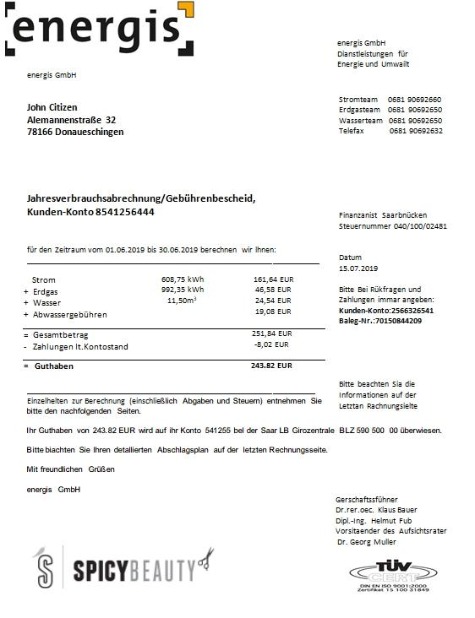 energis
energis GmbH
Dienstleistungen für
Energie und Umwailt
energis GmbH
John Citizen
Alemannenstraße 32
78166 Donaueschingen
Stromteam 0681 90692660
Erdgasteam 0681 90692650
Wasserteam 0681 90692650
Telefax 0681 90692632
Jahresverbrauchsabrechnung/Gebührenbescheid,
Kunden-Konto 8541256444
Finanzanist Saarbrücken
Steuernummer 040/100/02481
für den Zeitraum vom 01.06.2019 bis 30.06.2019 berechnen wir Ihnen:
Datum
15.07.2019
Strom 608,75 kWh 161,64 EUR
+ Erdgas 992,35 kWh 46,58 EUR
+ Wasser 11,50m³ 24,54 EUR
+ Abwassergebühren 19,08 EUR
Bitte Bei Rükfragen und
Zahlungen immar angeben:
Kunden-Konto:2566326541
Baleg-Nr.:70150844209
= Gesamtbetrag 251,84 EUR
- Zahlungen lt.Kontostand -8,02 EUR
= Guthaben 243.82 EUR
Bitte beachten Sia die
Informationen auf der
Letztan Rachnungsleite
Einzelheiten zur Berechnung (einschließlich Abgaben und Steuern) entnehmen Sie
bitte den nachfolgenden Seiten.
Ihr Guthaben von 243.82 EUR wird auf ihr Konto 541255 bei der Saar LB Girozentrale BLZ 590 500 00 überwiesen.
Bitte biachten Sie Ihren detailierten Abschlagsplan auf der letzten Rechnungsseite.
Mit freundlichen Grüßen
energis GmbH
Gerschaftssführer
Dr.rer.oec. Klaus Bauer
Dipl.-Ing. Helmut Fub
Vorsitaender des Aufsichtsrater
Dr. Georg Muller
S SPICYBEAUTY
TÜV
CERT
DIN EN ISO 9001:2000
Zertifikat 15 100 31849